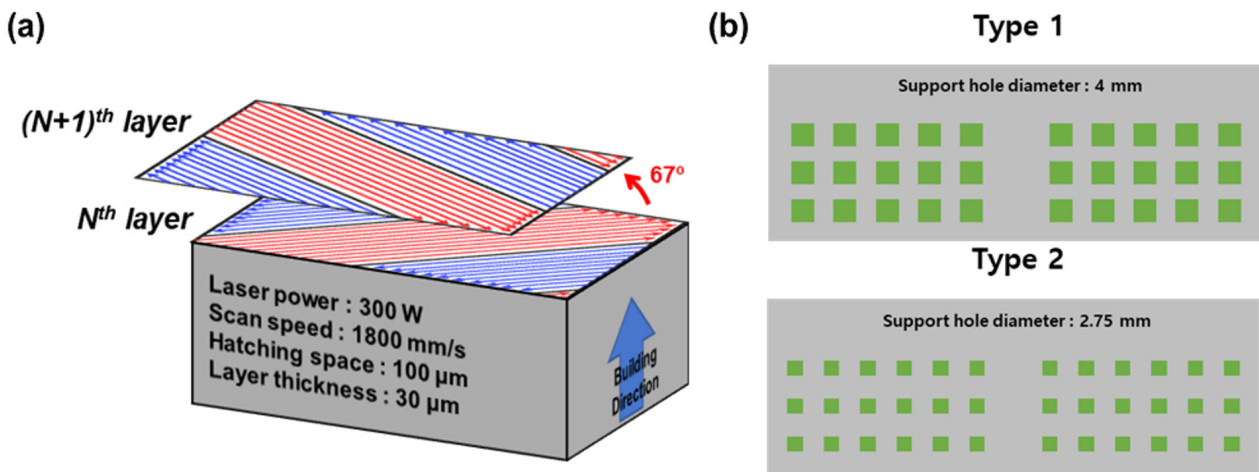 (a)
(N+1)th layer
67°
Nth layer
Laser power : 300 W
Scan speed : 1800 mm/s
Hatching space : 100 μm
Layer thickness : 30 μm
Building
Direction
(b)
Type 1
Support hole diameter : 4 mm
Type 2
Support hole diameter : 2.75 mm